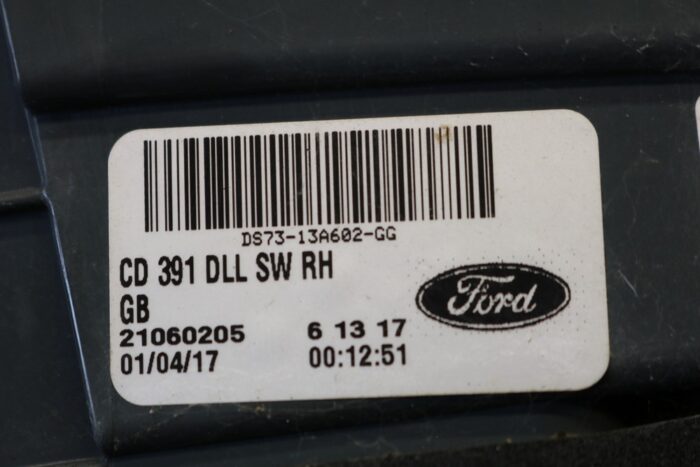 DS73-13A602-GG
CD 391 DLL SW RH
GB
21060205 6 13 17
01/04/17 00:12:51
Ford